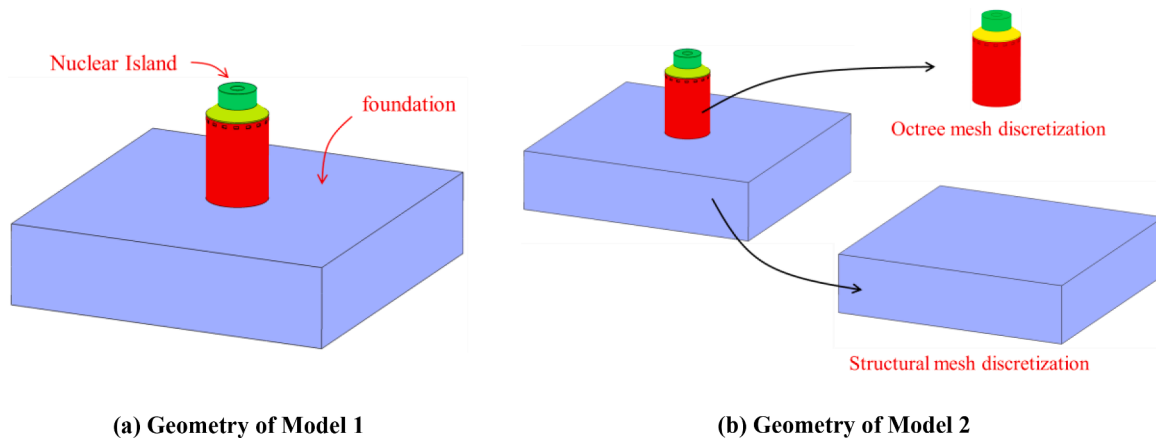 Nuclear Island
foundation
Octree mesh discretization
Structural mesh discretization
(a) Geometry of Model 1
(b) Geometry of Model 2